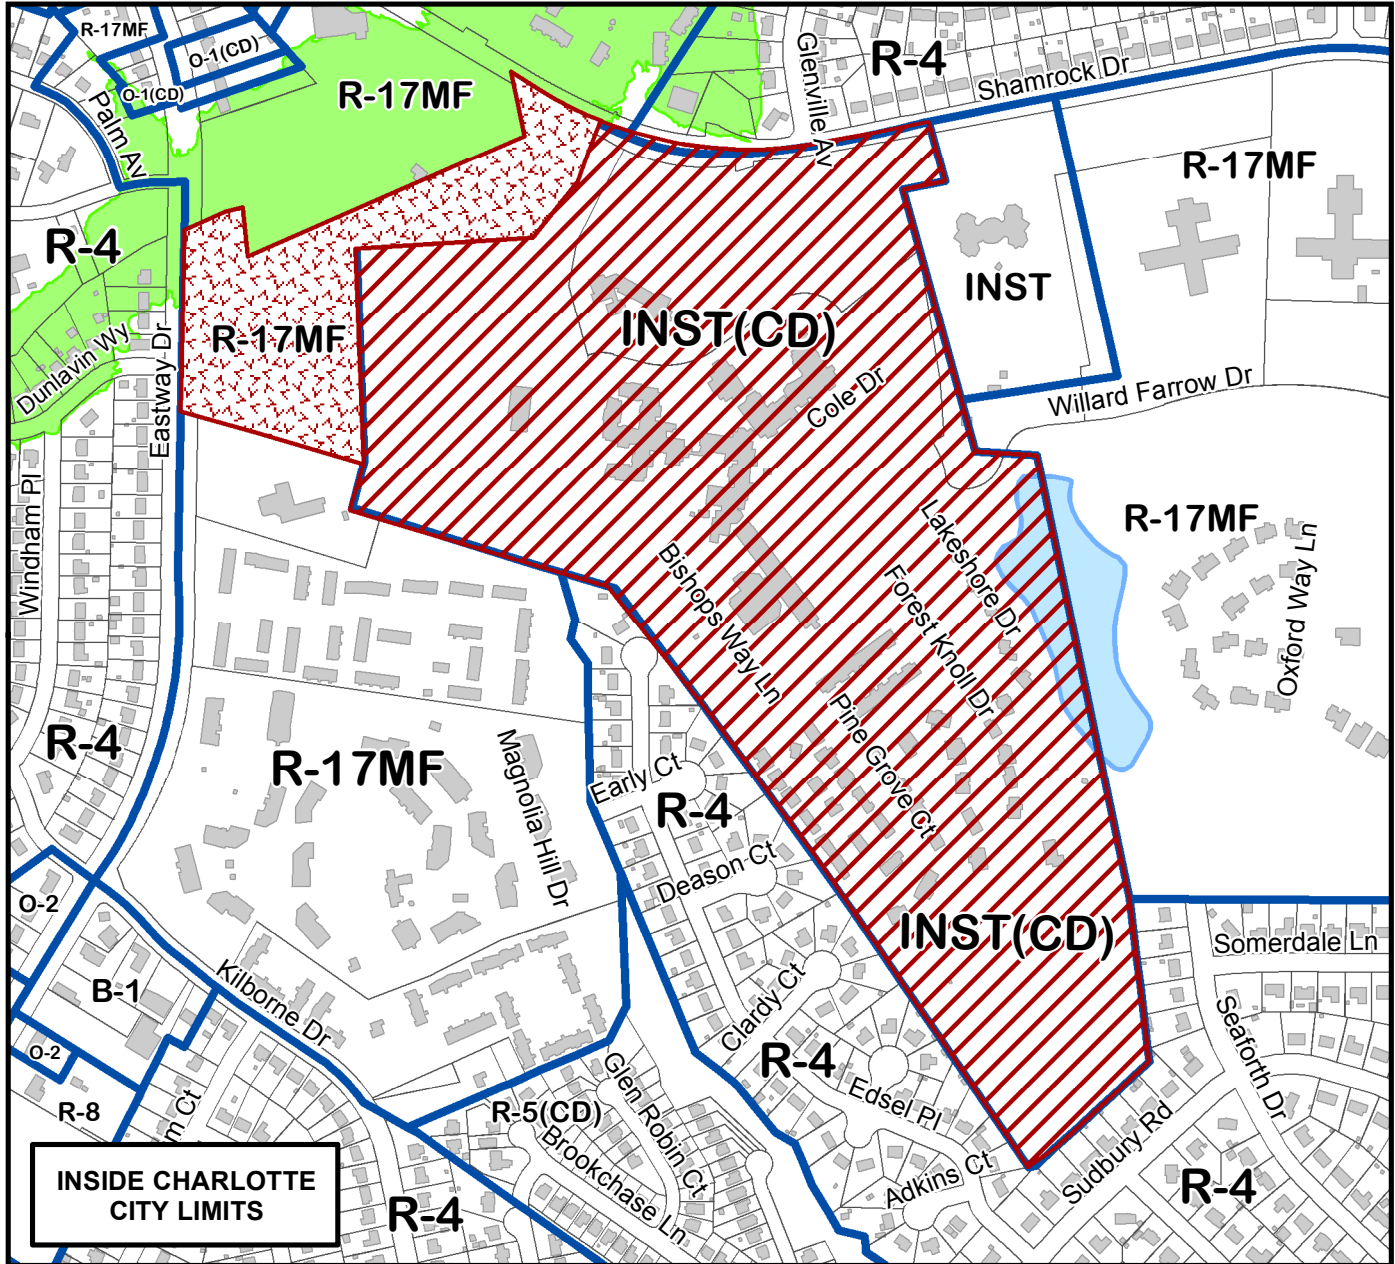 R-17MF
O-1(CD)
O-1(CD)
R-17MF
Palm Av
Glenville Av
R-4
Shamrock Dr
R-17MF
R-4
INST
R-17MF
INST(CD)
Dunlavin Wy
Eastway Dr
Cole Dr
Willard Farrow Dr
Windham Pl
R-17MF
Lakeshore Dr
Bishops Way Ln
Forest Knoll Dr
Oxford Way Ln
R-4
R-17MF
Magnolia Hill Dr
Pine Grove Ct
Early Ct
R-4
Deason Ct
O-2
INST(CD)
Somerdale Ln
B-1
Kilborne Dr
Clardy Ct
Seaforth Dr
O-2
R-4
Edsel Pl
Glen Robin Ct
R-8
m Ct
R-5(CD)
Brookchase Ln
Adkins Ct
Sudbury Rd
R-4
R-4
INSIDE CHARLOTTE
CITY LIMITS